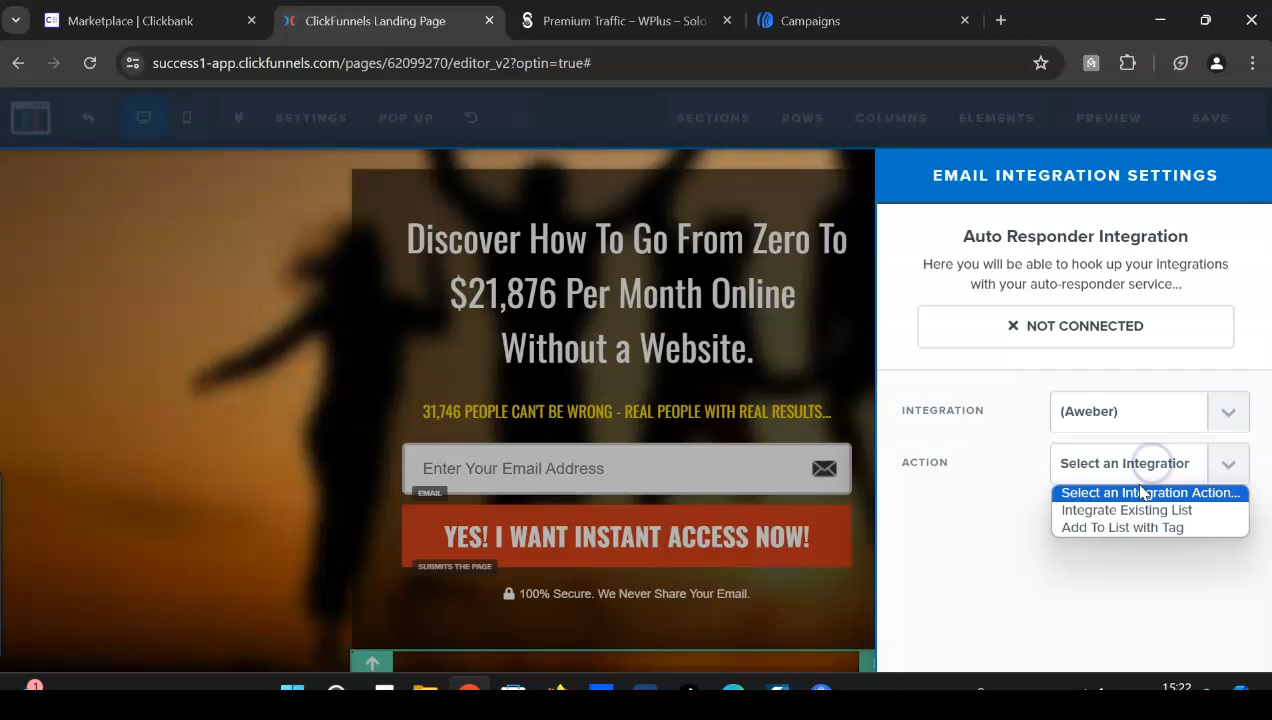 Marketplace | Clickbank
ClickFunnels Landing Page
Premium Traffic – WPlus – Solo
Campaigns
success1-app.clickfunnels.com/pages/62099270/editor_v2?optin=true#
SETTINGS
POP UP
SECTIONS
ROWS
COLUMNS
ELEMENTS
PREVIEW
SAVE
Discover How To Go From Zero To
$21,876 Per Month Online
Without a Website.
31,746 PEOPLE CAN'T BE WRONG - REAL PEOPLE WITH REAL RESULTS...
Enter Your Email Address
EMAIL
YES! I WANT INSTANT ACCESS NOW!
SUBMITS THE PAGE
100% Secure. We Never Share Your Email.
EMAIL INTEGRATION SETTINGS
Auto Responder Integration
Here you will be able to hook up your integrations
with your auto-responder service...
NOT CONNECTED
INTEGRATION
(Aweber)
ACTION
Select an Integration
Select an Integration Action...
Integrate Existing List
Add To List with Tag
1
15:22